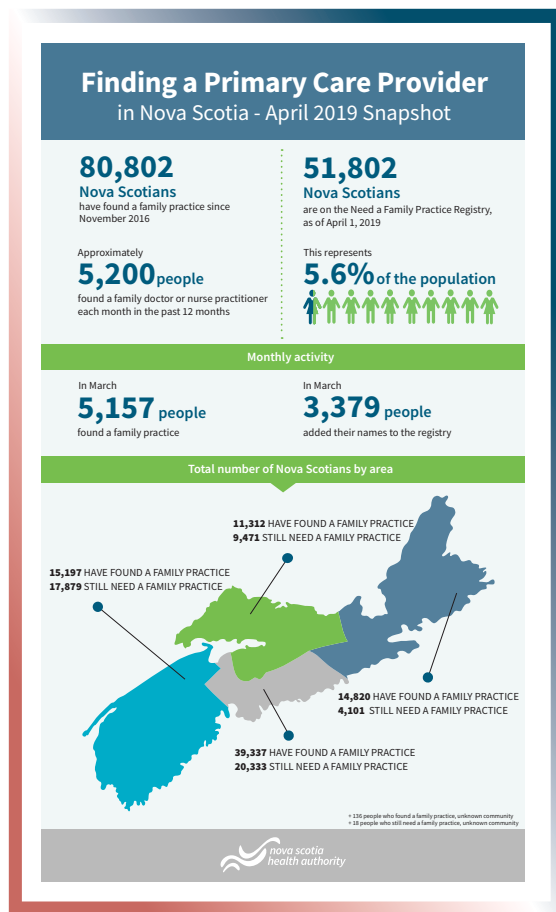 Finding a Primary Care Provider
in Nova Scotia - April 2019 Snapshot
80,802
Nova Scotians
have found a family practice since
November 2016
Approximately
5,200 people
found a family doctor or nurse practitioner
each month in the past 12 months
51,802
Nova Scotians
are on the Need a Family Practice Registry,
as of April 1, 2019
This represents
5.6% of the population
Monthly activity
In March
5,157 people
found a family practice
In March
3,379 people
added their names to the registry
Total number of Nova Scotians by area
11,312 HAVE FOUND A FAMILY PRACTICE
9,471 STILL NEED A FAMILY PRACTICE
15,197 HAVE FOUND A FAMILY PRACTICE
17,879 STILL NEED A FAMILY PRACTICE
14,820 HAVE FOUND A FAMILY PRACTICE
4,101 STILL NEED A FAMILY PRACTICE
39,337 HAVE FOUND A FAMILY PRACTICE
20,333 STILL NEED A FAMILY PRACTICE
+ 136 people who found a family practice, unknown community
+ 18 people who still need a family practice, unknown community
nova scotia
health authority